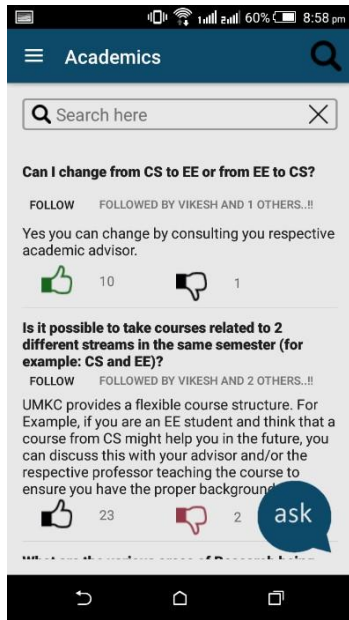 60% 8:58 pm
Academics
Search here
Can I change from CS to EE or from EE to CS?
FOLLOW FOLLOWED BY VIKESH AND 1 OTHERS..!!
Yes you can change by consulting you respective
academic advisor.
10 1
Is it possible to take courses related to 2
different streams in the same semester (for
example: CS and EE)?
FOLLOW FOLLOWED BY VIKESH AND 2 OTHERS..!!
UMKC provides a flexible course structure. For
Example, if you are an EE student and think that a
course from CS might help you in the future, you
can discuss this with your advisor and/or the
respective professor teaching the course to
ensure you have the proper background
23 2 ask